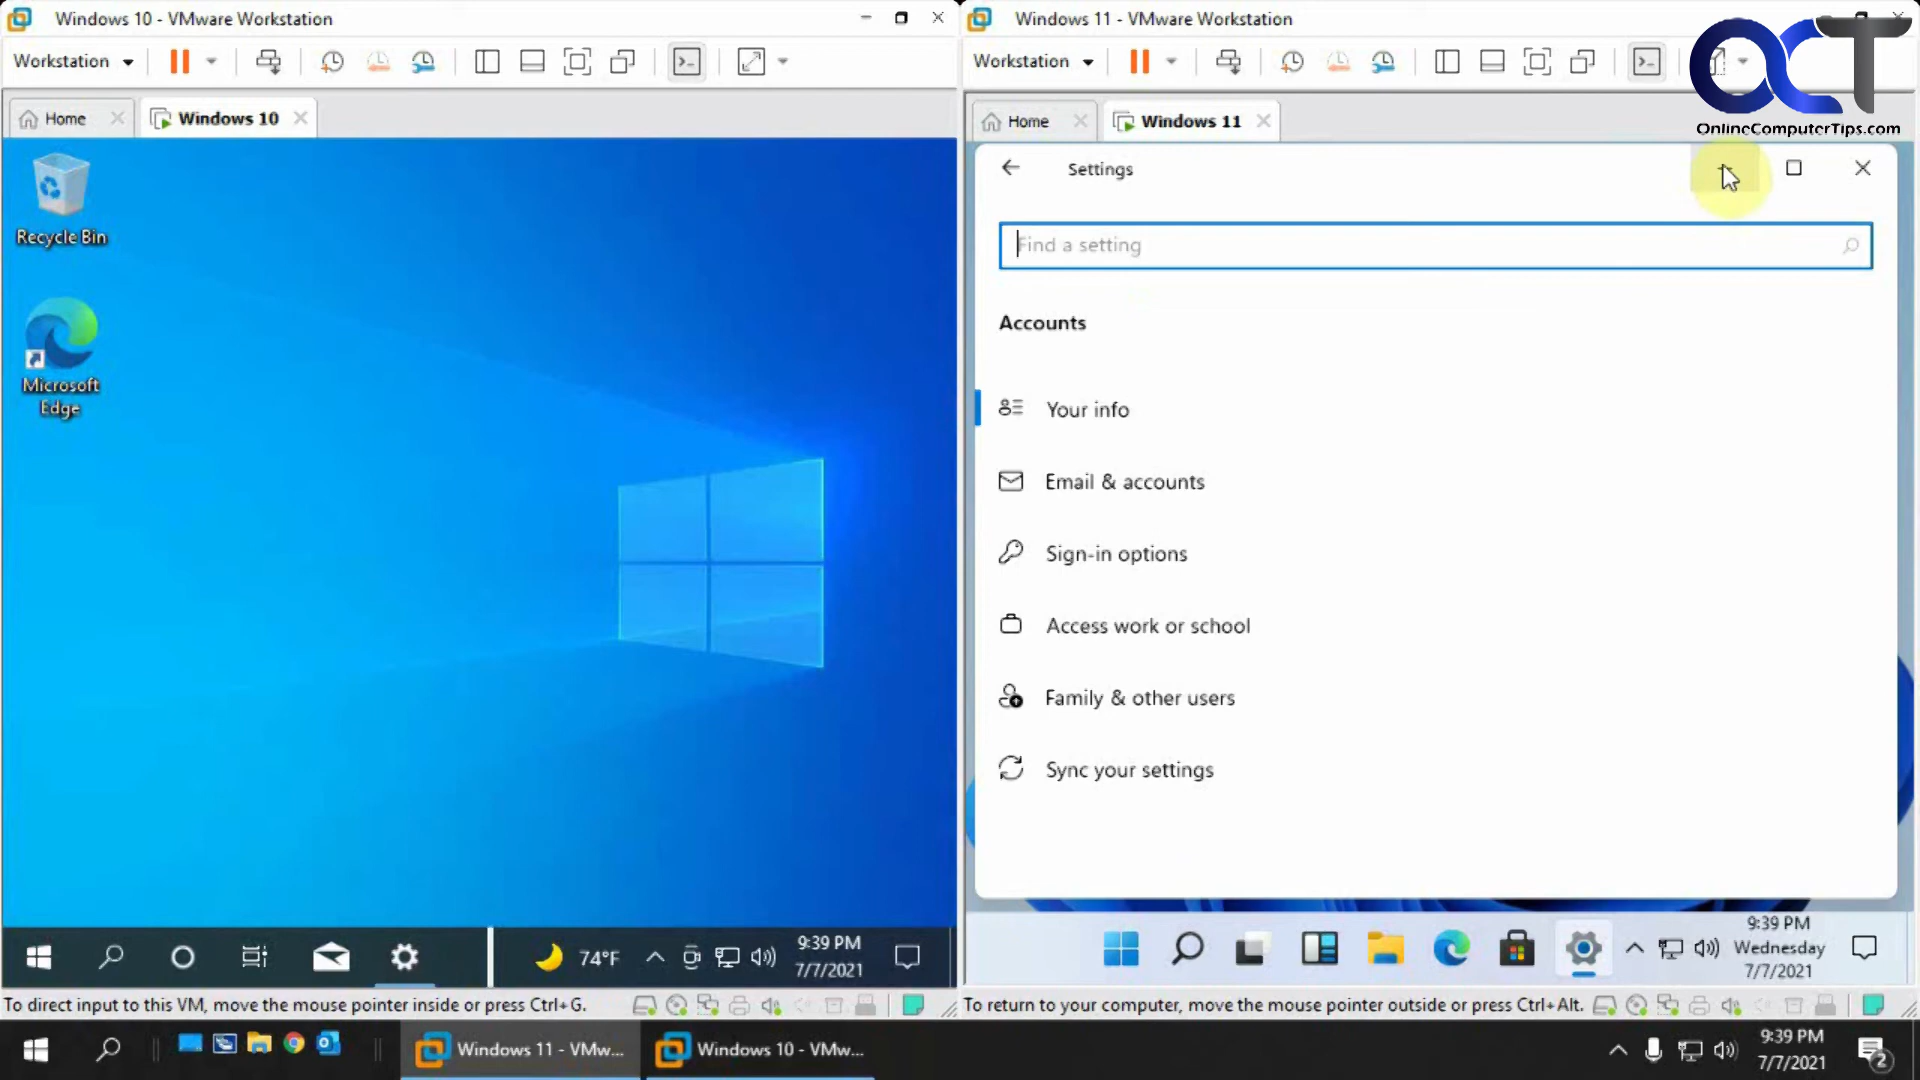 Windows 10 - VMware Workstation
Workstation
Home
Windows 10
Recycle Bin
Microsoft
Edge
74°F
9:39 PM
7/7/2021
To direct input to this VM, move the mouse pointer inside or press Ctrl+G.
Windows 11 - VMware Workstation
Workstation
OCT
OnlineComputerTips.com
Home
Windows 11
Settings
Find a setting
Accounts
Your info
Email & accounts
Sign-in options
Access work or school
Family & other users
Sync your settings
9:39 PM
Wednesday
7/7/2021
To return to your computer, move the mouse pointer outside or press Ctrl+Alt.
Windows 11 - VMw...
Windows 10 - VMw...
9:39 PM
7/7/2021
2